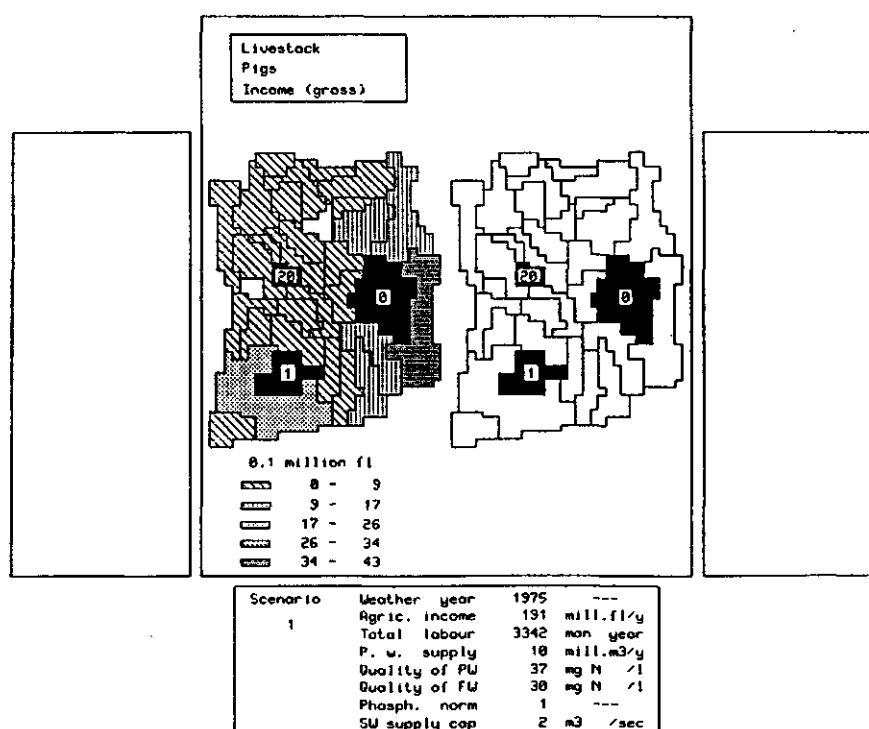 Livestock
Pigs
Income (gross)
20
0
1
20
0
1
0.1 million fl
0 - 9
9 - 17
17 - 26
26 - 34
34 - 43
Scenario Weather year 1975 ---
1 Agric. income 191 mill.fl/y
Total labour 3342 man year
P. w. supply 10 mill.m3/y
Quality of PW 37 mg N /l
Quality of FW 30 mg N /l
Phosph. norm 1 ---
SW supply cap 2 m3 /sec